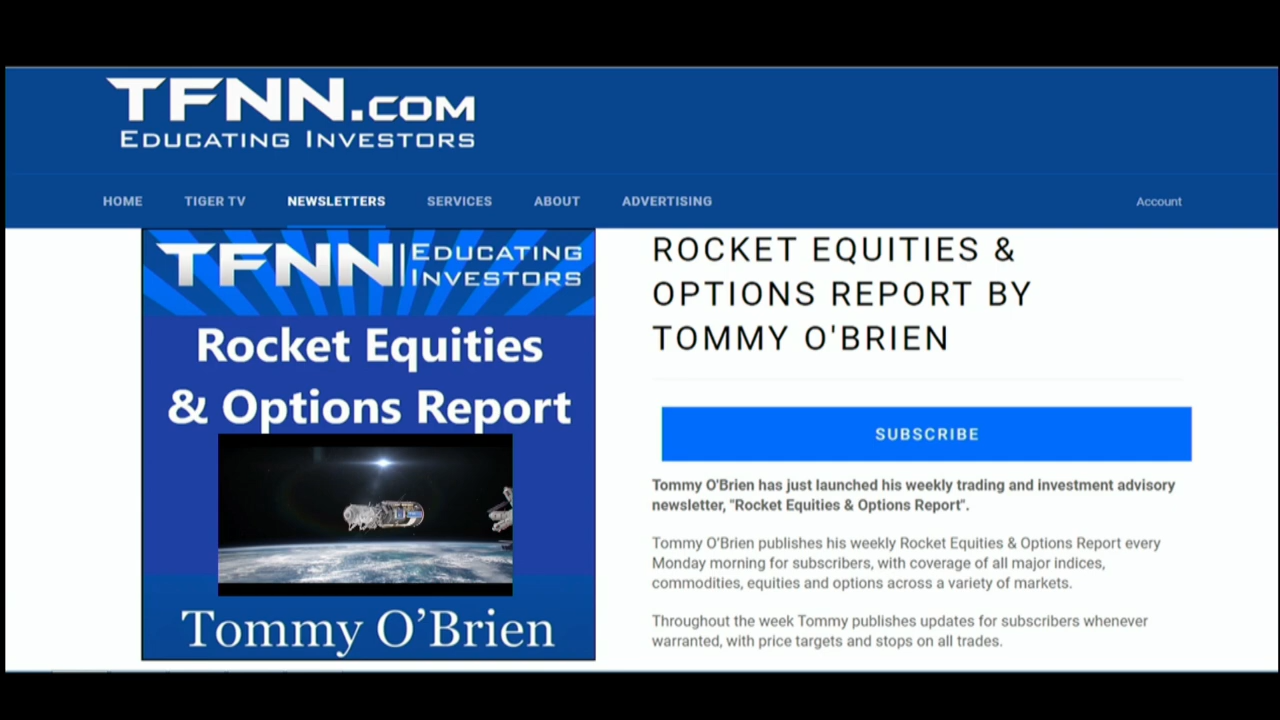 TFNN.COM
EDUCATING INVESTORS
HOME TIGER TV NEWSLETTERS SERVICES ABOUT ADVERTISING Account
TFNN EDUCATING
INVESTORS
Rocket Equities
& Options Report
Tommy O’Brien
ROCKET EQUITIES &
OPTIONS REPORT BY
TOMMY O'BRIEN
SUBSCRIBE
Tommy O'Brien has just launched his weekly trading and investment advisory
newsletter, "Rocket Equities & Options Report".
Tommy O’Brien publishes his weekly Rocket Equities & Options Report every
Monday morning for subscribers, with coverage of all major indices,
commodities, equities and options across a variety of markets.
Throughout the week Tommy publishes updates for subscribers whenever
warranted, with price targets and stops on all trades.